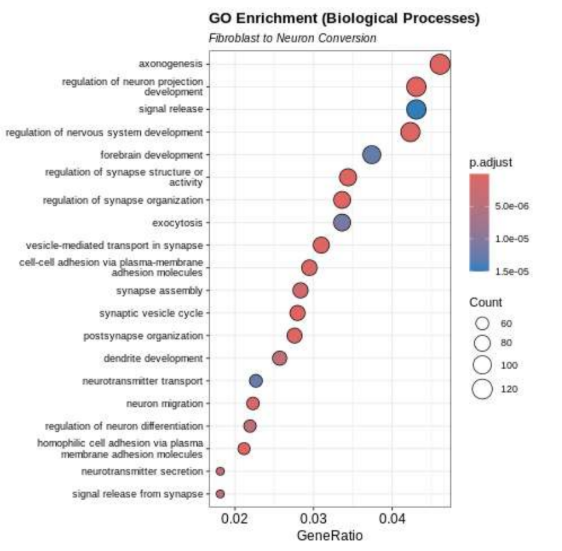 GO Enrichment (Biological Processes)
Fibroblast to Neuron Conversion
axonogenesis
regulation of neuron projection
development
signal release
regulation of nervous system development
forebrain development
regulation of synapse structure or
activity
regulation of synapse organization
exocytosis
vesicle-mediated transport in synapse
cell-cell adhesion via plasma-membrane
adhesion molecules
synapse assembly
synaptic vesicle cycle
postsynapse organization
dendrite development
neurotransmitter transport
neuron migration
regulation of neuron differentiation
homophilic cell adhesion via plasma
membrane adhesion molecules
neurotransmitter secretion
signal release from synapse
0.02 0.03 0.04
GeneRatio
p.adjust
5.0e-06
1.0e-05
1.5e-05
Count
60
80
100
120